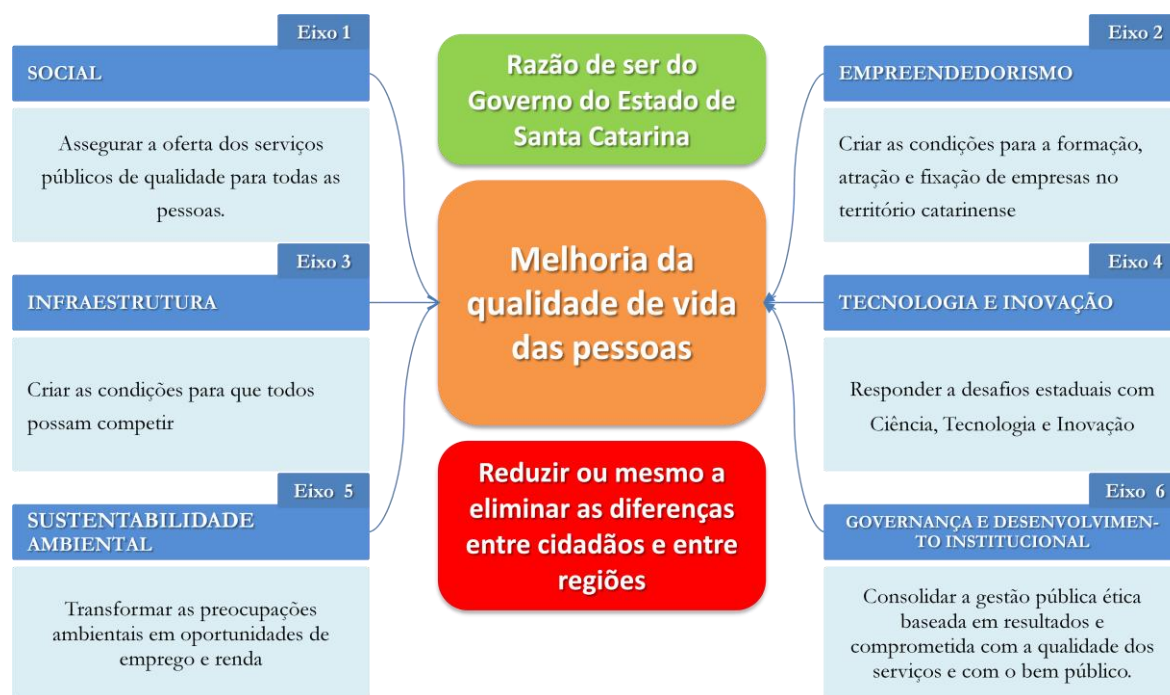 Eixo 1
SOCIAL
Assegurar a oferta dos serviços
públicos de qualidade para todas as
pessoas.
Razão de ser do
Governo do Estado de
Santa Catarina
Eixo 2
EMPREENDEDORISMO
Criar as condições para a formação,
atração e fixação de empresas no
território catarinense
Eixo 3
INFRAESTRUTURA
Criar as condições para que todos
possam competir
Melhoria da
qualidade de vida
das pessoas
Eixo 4
TECNOLOGIA E INOVAÇÃO
Responder a desafios estaduais com
Ciência, Tecnologia e Inovação
Eixo 5
SUSTENTABILIDADE
AMBIENTAL
Transformar as preocupações
ambientais em oportunidades de
emprego e renda
Reduzir ou mesmo a
eliminar as diferenças
entre cidadãos e entre
regiões
Eixo 6
GOVERNANÇA E DESENVOLVIMEN-
TO INSTITUCIONAL
Consolidar a gestão pública ética
baseada em resultados e
comprometida com a qualidade dos
serviços e com o bem público.